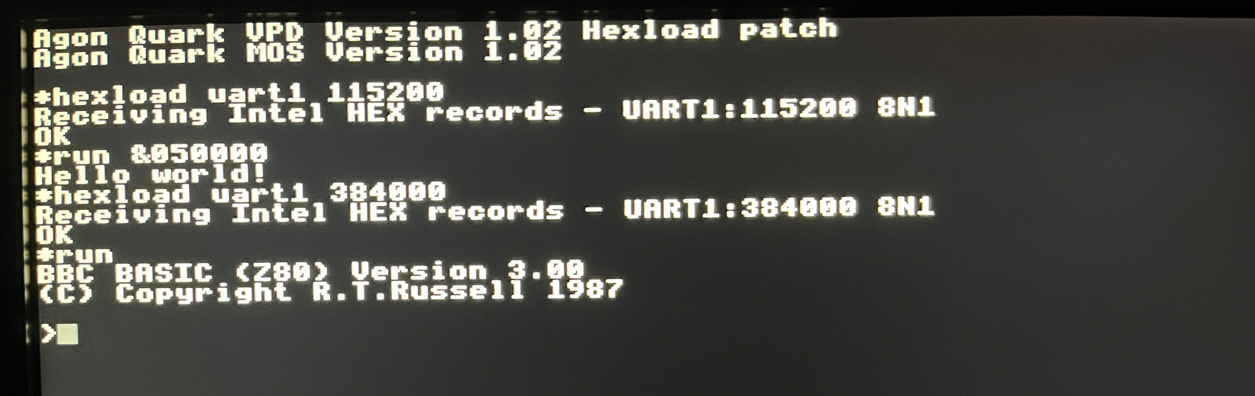 Agon Quark VPD Version 1.02 Hexload patch
Agon Quark MOS Version 1.02
*hexload uart1 115200
Receiving Intel HEX records - UART1:115200 8N1
OK
*run &050000
Hello world!
*hexload uart1 384000
Receiving Intel HEX records - UART1:384000 8N1
OK
*run
BBC BASIC (Z80) Version 3.00
(C) Copyright R.T.Russell 1987
>